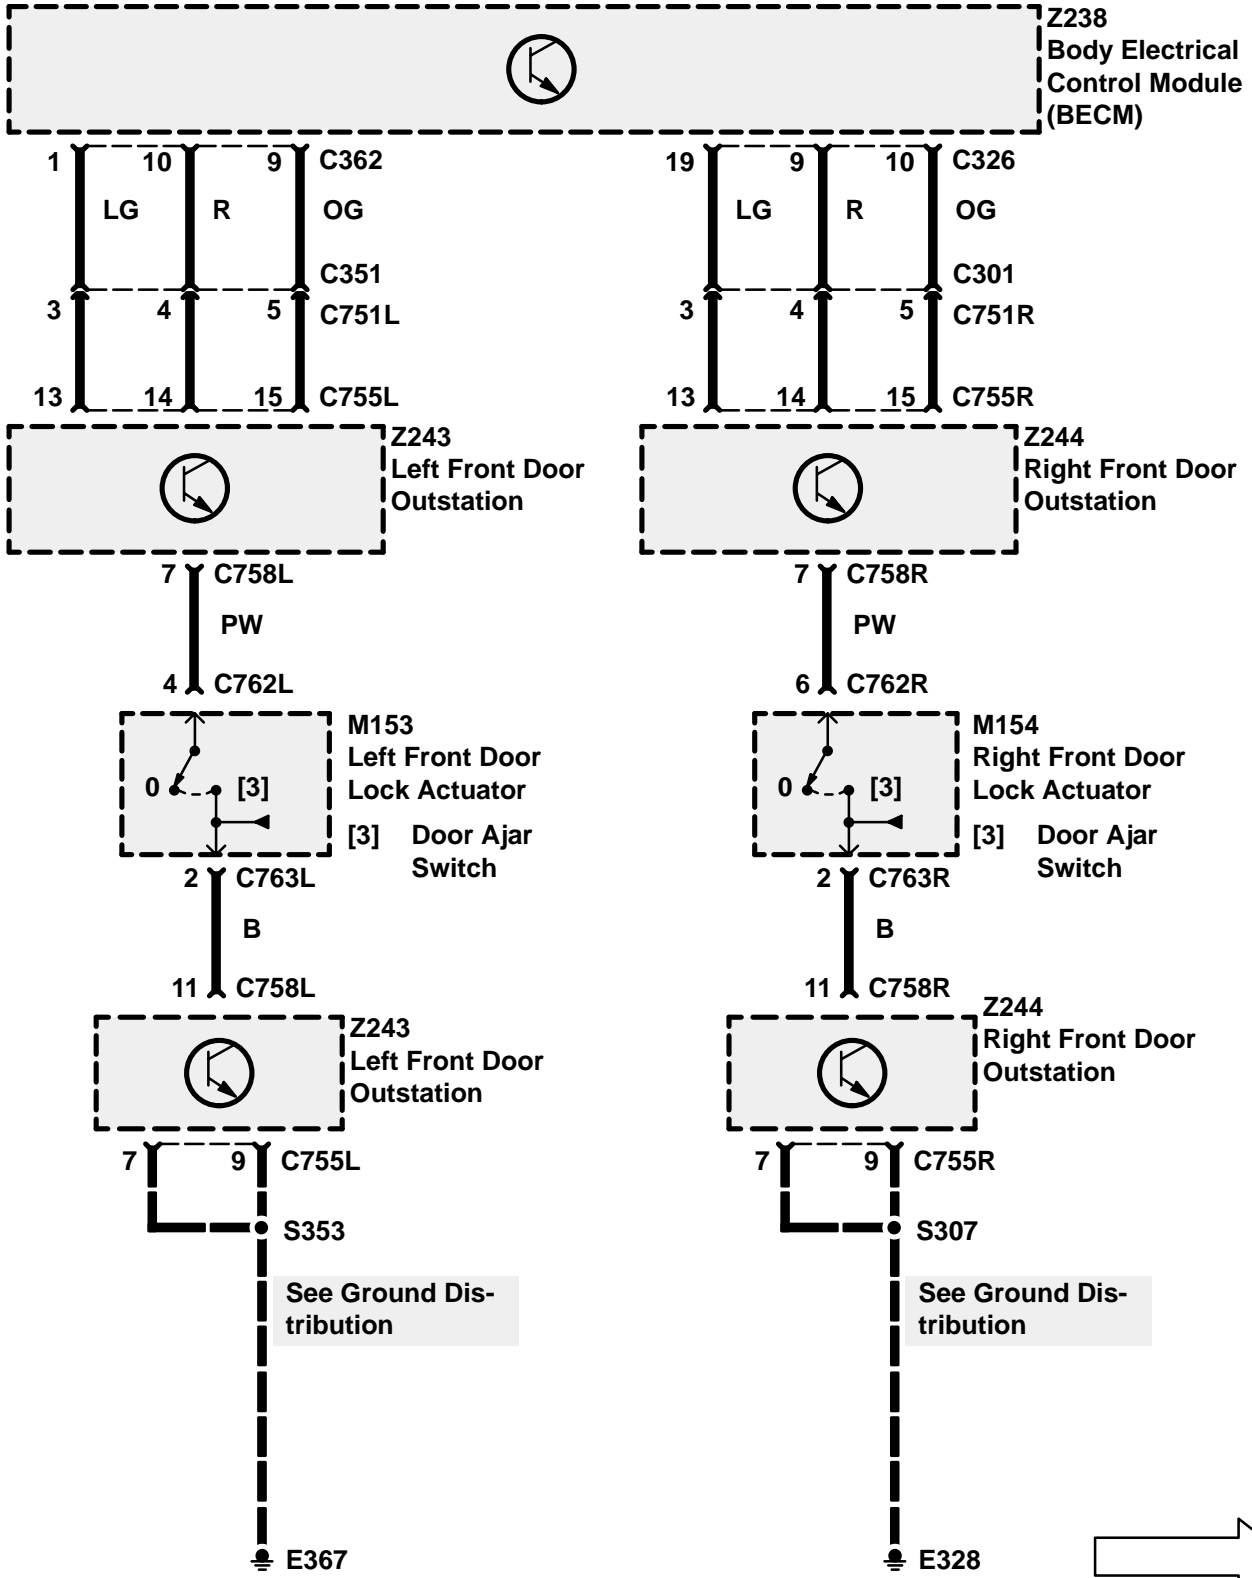 Z238
Body Electrical
Control Module
(BECM)
1 10 9 C362
19 9 10 C326
LG R OG
LG R OG
C351
C301
3 4 5 C751L
3 4 5 C751R
13 14 15 C755L
13 14 15 C755R
Z243
Left Front Door
Outstation
Z244
Right Front Door
Outstation
7 C758L
7 C758R
PW
PW
4 C762L
6 C762R
M153
Left Front Door
Lock Actuator
0 [3]
[3] Door Ajar
Switch
M154
Right Front Door
Lock Actuator
0 [3]
[3] Door Ajar
Switch
2 C763L
2 C763R
B
B
11 C758L
11 C758R
Z243
Left Front Door
Outstation
Z244
Right Front Door
Outstation
7 9 C755L
7 9 C755R
S353
S307
See Ground Dis-
tribution
See Ground Dis-
tribution
E367
E328